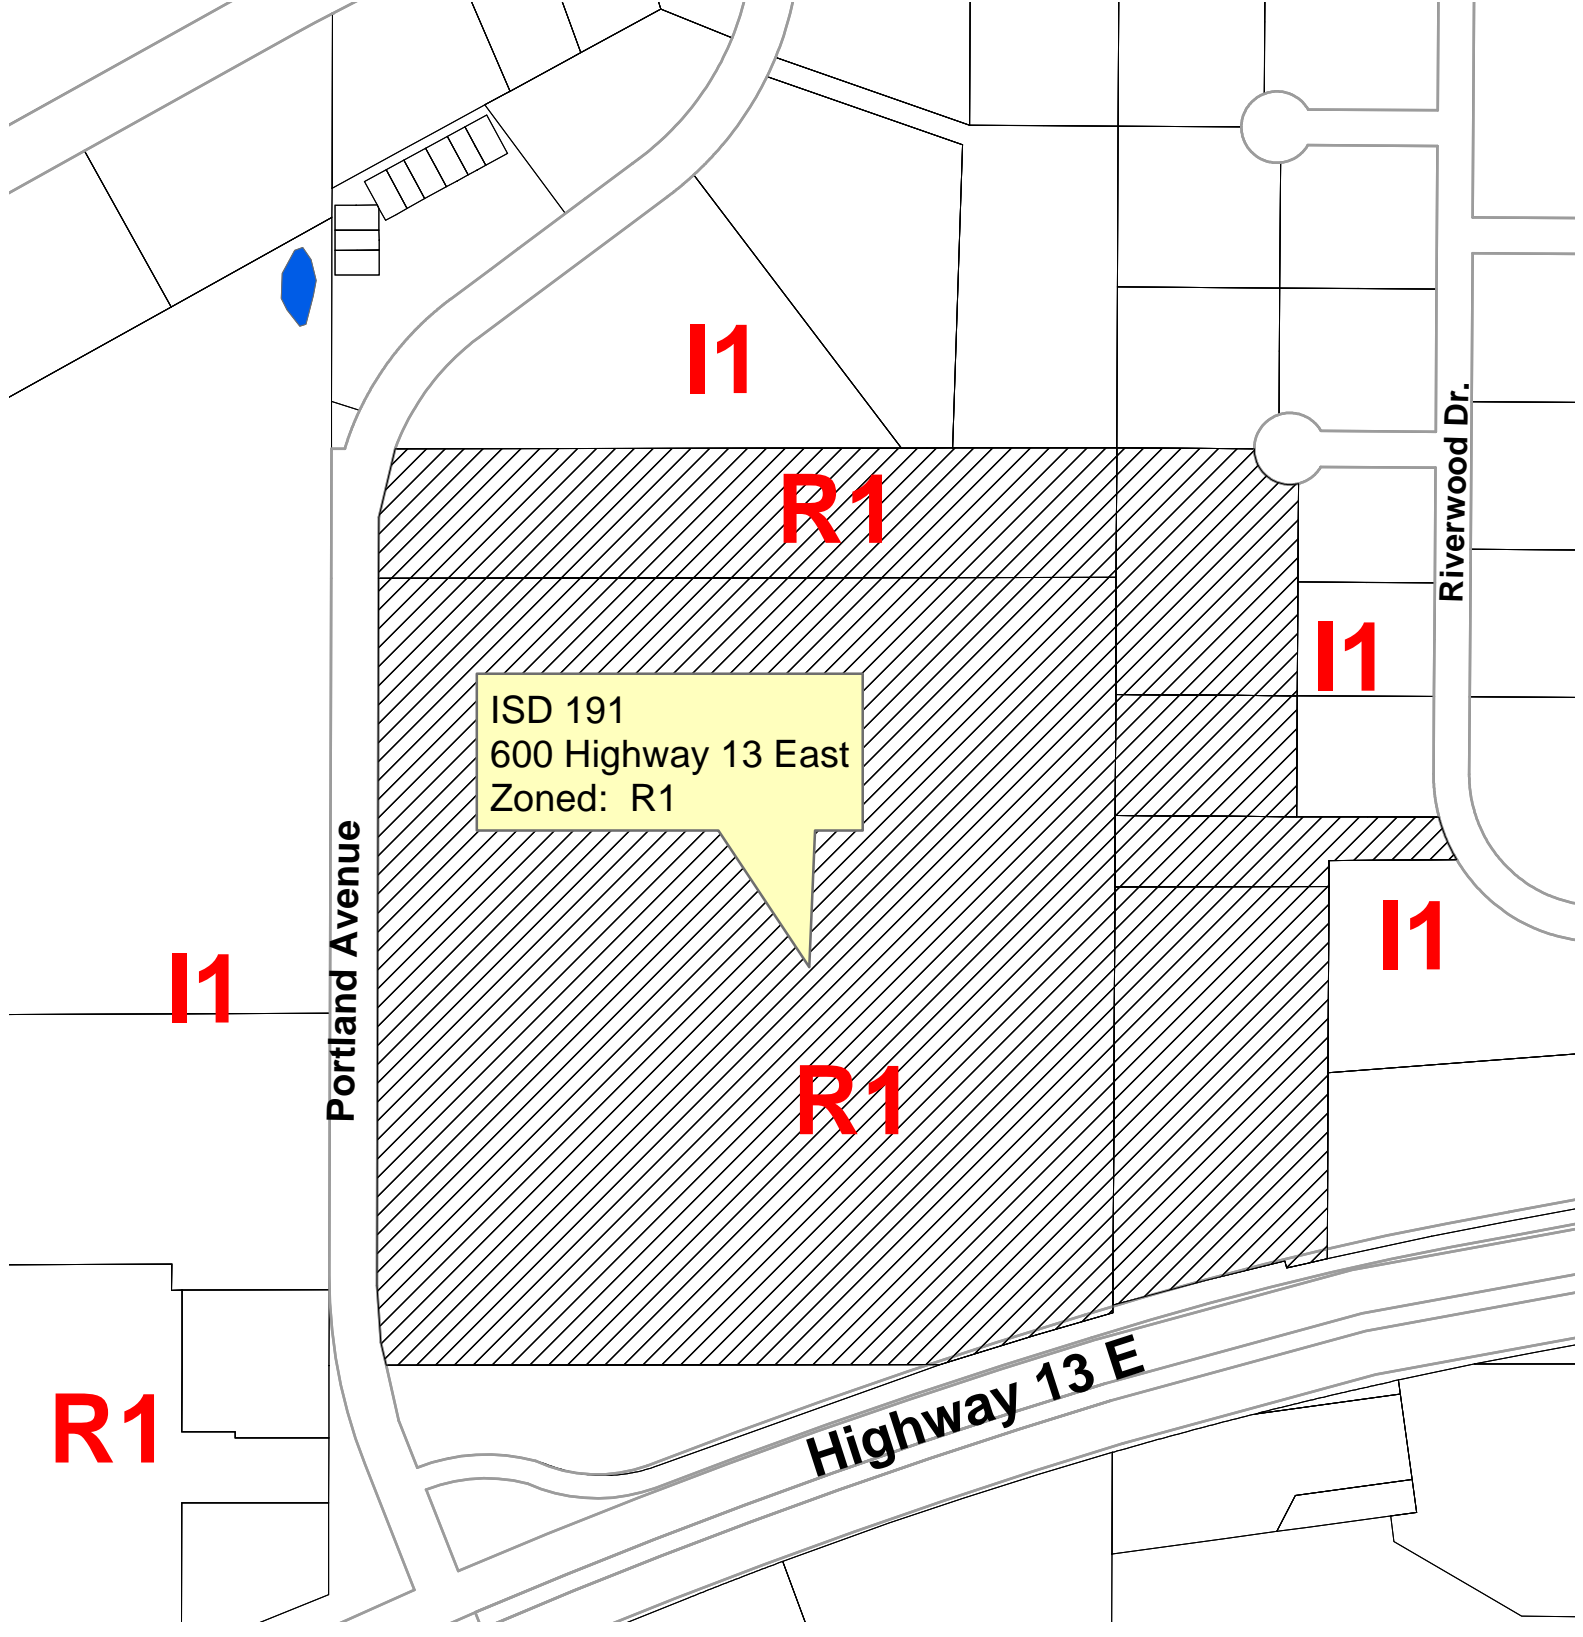 I1
R1
Riverwood Dr.
I1
ISD 191
600 Highway 13 East
Zoned: R1
Portland Avenue
I1
I1
R1
Highway 13 E
R1